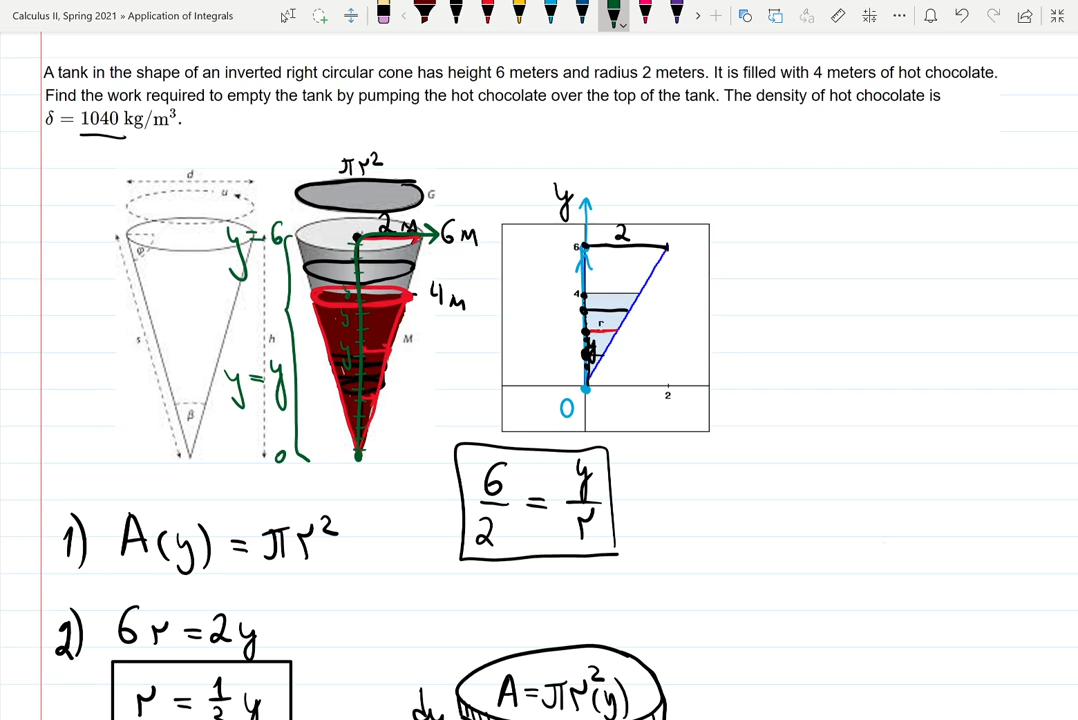 Calculus II, Spring 2021 » Application of Integrals
A tank in the shape of an inverted right circular cone has height 6 meters and radius 2 meters. It is filled with 4 meters of hot chocolate.
Find the work required to empty the tank by pumping the hot chocolate over the top of the tank. The density of hot chocolate is
δ = 1040 kg/m³.
πr²
d
u
G
2 M
6 M
y = 6
φ
4 M
s
h
M
y = y
β
0
y
6
2
4
r
y
0
2
6/2 = y/r
1) A(y) = πr²
2) 6r = 2y
r = 1/3 y
dy
A = πr²(y)